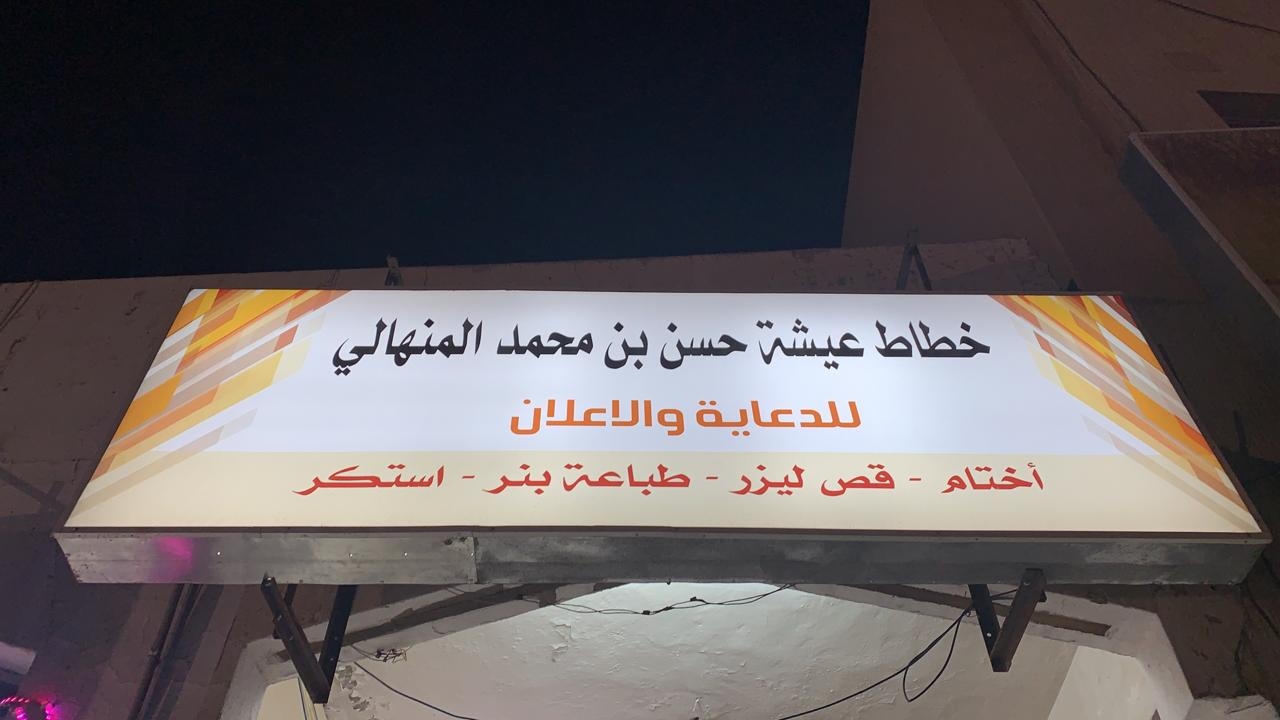 خطاط عيشة حسن بن محمد المنهالي
للدعاية والاعلان
أختام - قص ليزر - طباعة بنر - استكر